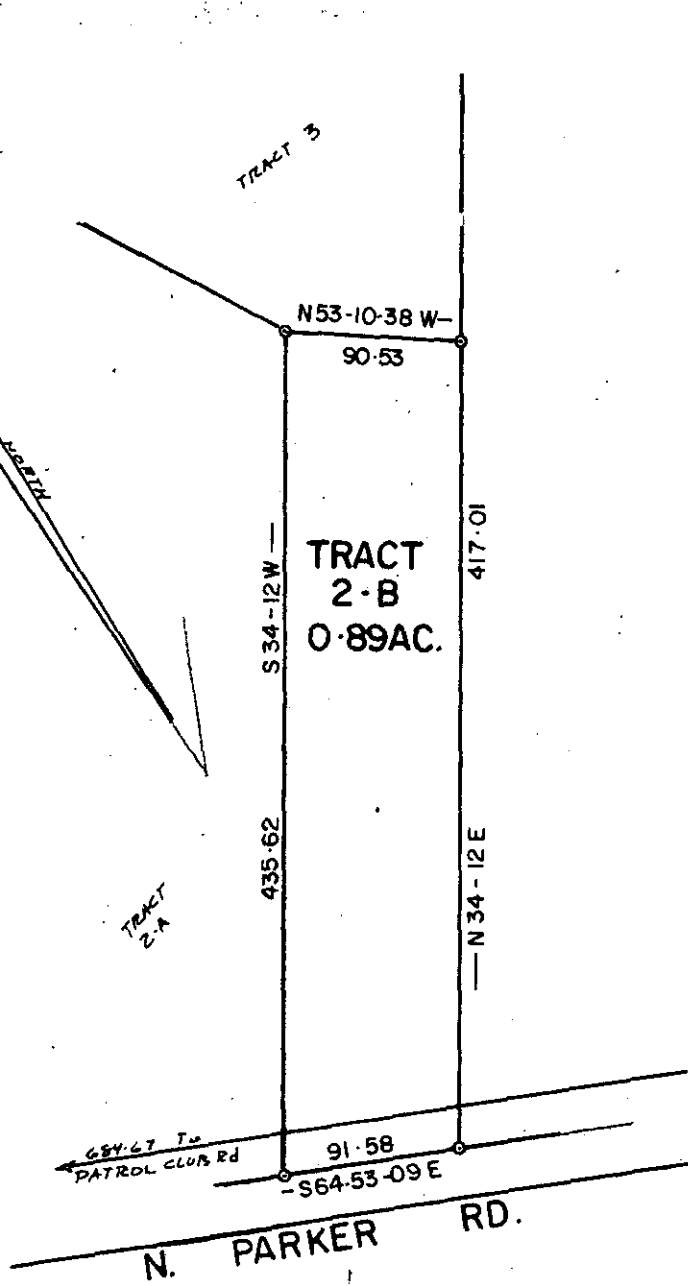 TRACT 3
N53-10-38 W-
90.53
NORTH
S 34-12W -
TRACT
2-B
0.89AC.
417.01
435.62
N 34-12 E
TRACT
2-A
684.67 To
PATROL CLUB Rd
91.58
-S64-53-09 E
N. PARKER RD.